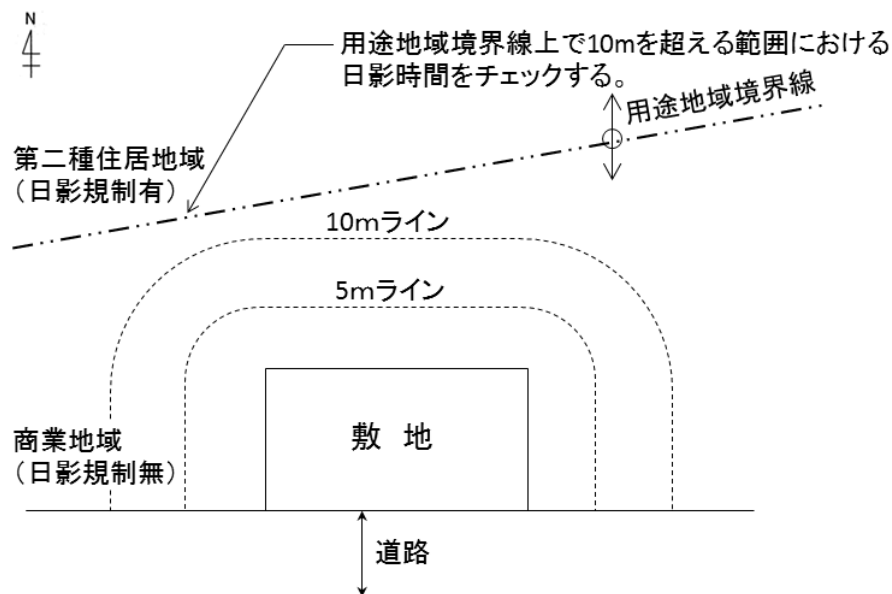 N
用途地域境界線上で10mを超える範囲における
日影時間をチェックする。
用途地域境界線
第二種住居地域
（日影規制有）
10mライン
5mライン
敷 地
商業地域
（日影規制無）
道路